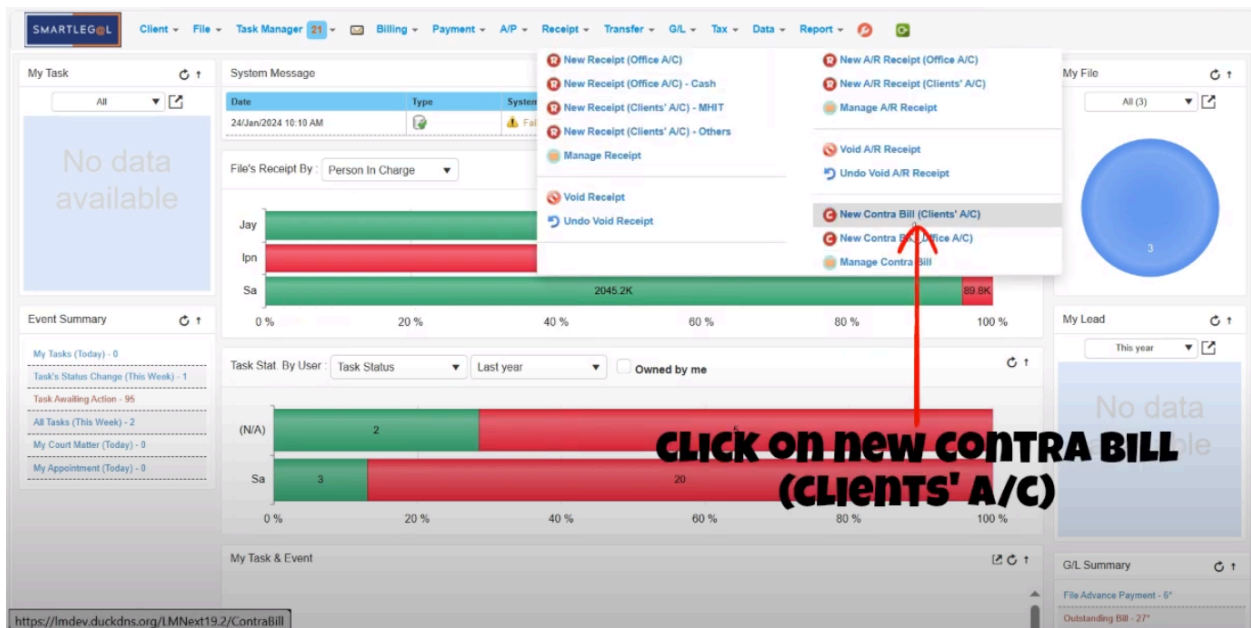 SMARTLEG@L
Client File Task Manager 21 Billing Payment A/P Receipt Transfer G/L Tax Data Report
My Task
All
No data
available
Event Summary
My Tasks (Today) - 0
Task's Status Change (This Week) - 1
Task Awaiting Action - 95
All Tasks (This Week) - 2
My Court Matter (Today) - 0
My Appointment (Today) - 0
System Message
Date Type System
24/Jan/2024 10:10 AM
File's Receipt By : Person In Charge
Jay
Ipn
Sa 2045.2K 89.8K
0 % 20 % 40 % 60 % 80 % 100 %
New Receipt (Office A/C)
New Receipt (Office A/C) - Cash
New Receipt (Clients' A/C) - MHIT
New Receipt (Clients' A/C) - Others
Manage Receipt
Void Receipt
Undo Void Receipt
New A/R Receipt (Office A/C)
New A/R Receipt (Clients' A/C)
Manage A/R Receipt
Void A/R Receipt
Undo Void A/R Receipt
New Contra Bill (Clients' A/C)
New Contra Office A/C)
Manage Contra Bill
Task Stat. By User : Task Status Last year Owned by me
(N/A) 2 5
Sa 3 20
0 % 20 % 40 % 60 % 80 % 100 %
CLICK ON NEW CONTRA BILL
(CLIENTS' A/C)
My Task & Event
My File
All (3)
3
My Lead
This year
No data
G/L Summary
File Advance Payment - 6*
Outstanding Bill - 27*
https://lmdev.duckdns.org/LMNext19.2/ContraBill